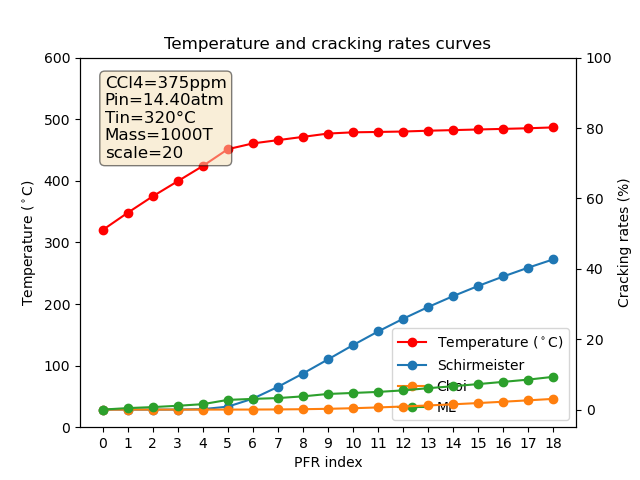 Temperature and cracking rates curves
600
500
400
300
200
100
0
Temperature (°C)
CCl4=375ppm
Pin=14.40atm
Tin=320°C
Mass=1000T
scale=20
100
80
60
40
20
0
Cracking rates (%)
Temperature (°C)
Schirmeister
Choi
ML
0 1 2 3 4 5 6 7 8 9 10 11 12 13 14 15 16 17 18
PFR index